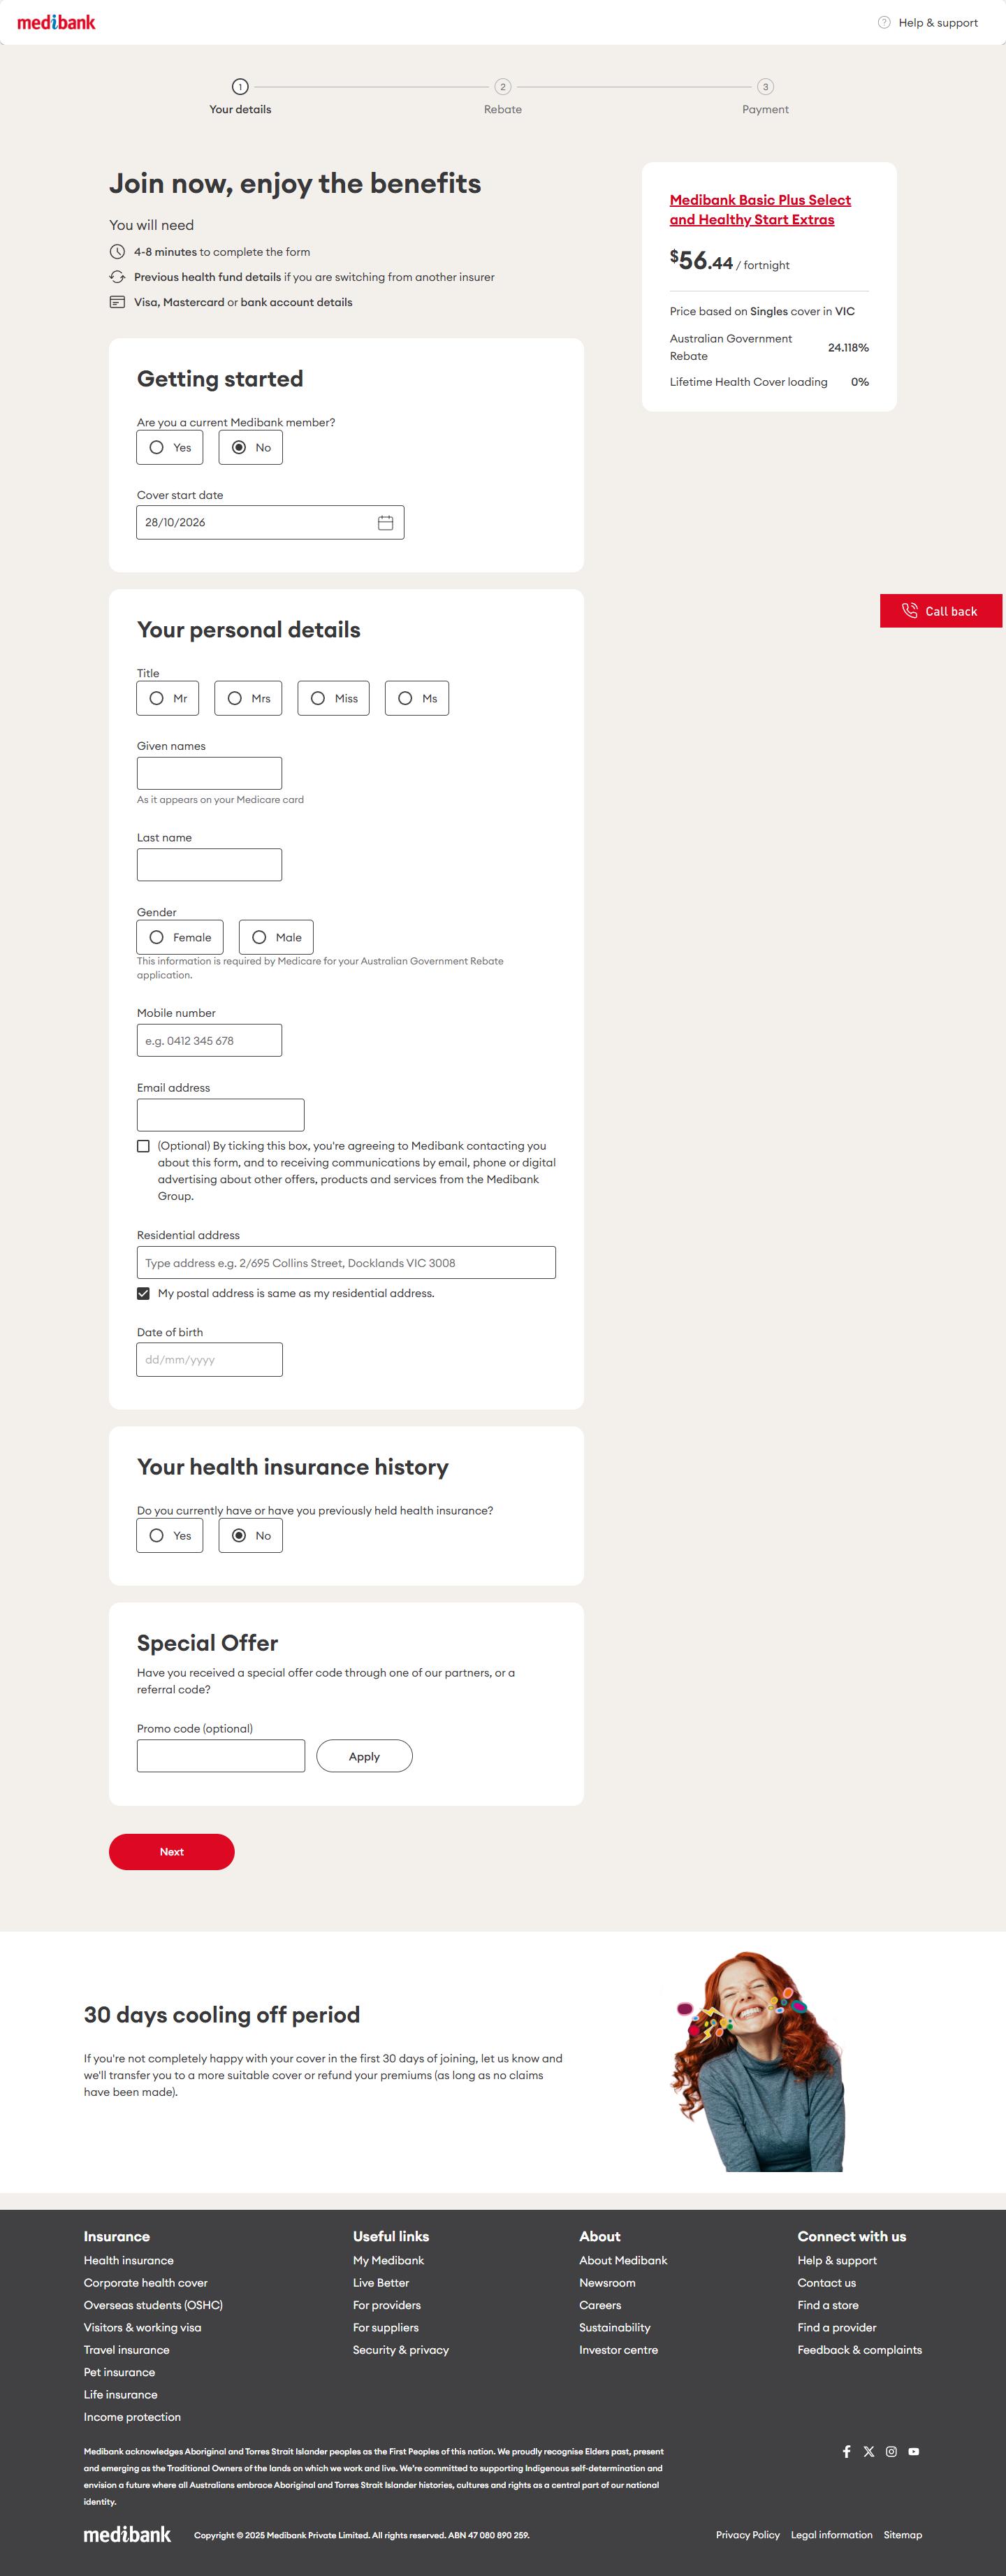 medibank
Help & support
1
2
3
Your details
Rebate
Payment
Join now, enjoy the benefits
You will need
4-8 minutes to complete the form
Previous health fund details if you are switching from another insurer
Visa, Mastercard or bank account details
Medibank Basic Plus Select
and Healthy Start Extras
$56.44 / fortnight
Price based on Singles cover in VIC
Australian Government
Rebate
24.118%
Lifetime Health Cover loading 0%
Getting started
Are you a current Medibank member?
Yes
No
Cover start date
28/10/2026
Call back
Your personal details
Title
Mr
Mrs
Miss
Ms
Given names
As it appears on your Medicare card
Last name
Gender
Female
Male
This information is required by Medicare for your Australian Government Rebate
application.
Mobile number
e.g. 0412 345 678
Email address
(Optional) By ticking this box, you're agreeing to Medibank contacting you
about this form, and to receiving communications by email, phone or digital
advertising about other offers, products and services from the Medibank
Group.
Residential address
Type address e.g. 2/695 Collins Street, Docklands VIC 3008
My postal address is same as my residential address.
Date of birth
dd/mm/yyyy
Your health insurance history
Do you currently have or have you previously held health insurance?
Yes
No
Special Offer
Have you received a special offer code through one of our partners, or a
referral code?
Promo code (optional)
Apply
Next
30 days cooling off period
If you're not completely happy with your cover in the first 30 days of joining, let us know and
we'll transfer you to a more suitable cover or refund your premiums (as long as no claims
have been made).
Insurance
Health insurance
Corporate health cover
Overseas students (OSHC)
Visitors & working visa
Travel insurance
Pet insurance
Life insurance
Income protection
Useful links
My Medibank
Live Better
For providers
For suppliers
Security & privacy
About
About Medibank
Newsroom
Careers
Sustainability
Investor centre
Connect with us
Help & support
Contact us
Find a store
Find a provider
Feedback & complaints
Medibank acknowledges Aboriginal and Torres Strait Islander peoples as the First Peoples of this nation. We proudly recognise Elders past, present
and emerging as the Traditional Owners of the lands on which we work and live. We're committed to supporting Indigenous self-determination and
envision a future where all Australians embrace Aboriginal and Torres Strait Islander histories, cultures and rights as a central part of our national
identity.
medibank
Copyright © 2025 Medibank Private Limited. All rights reserved. ABN 47 080 890 259.
Privacy Policy
Legal information
Sitemap